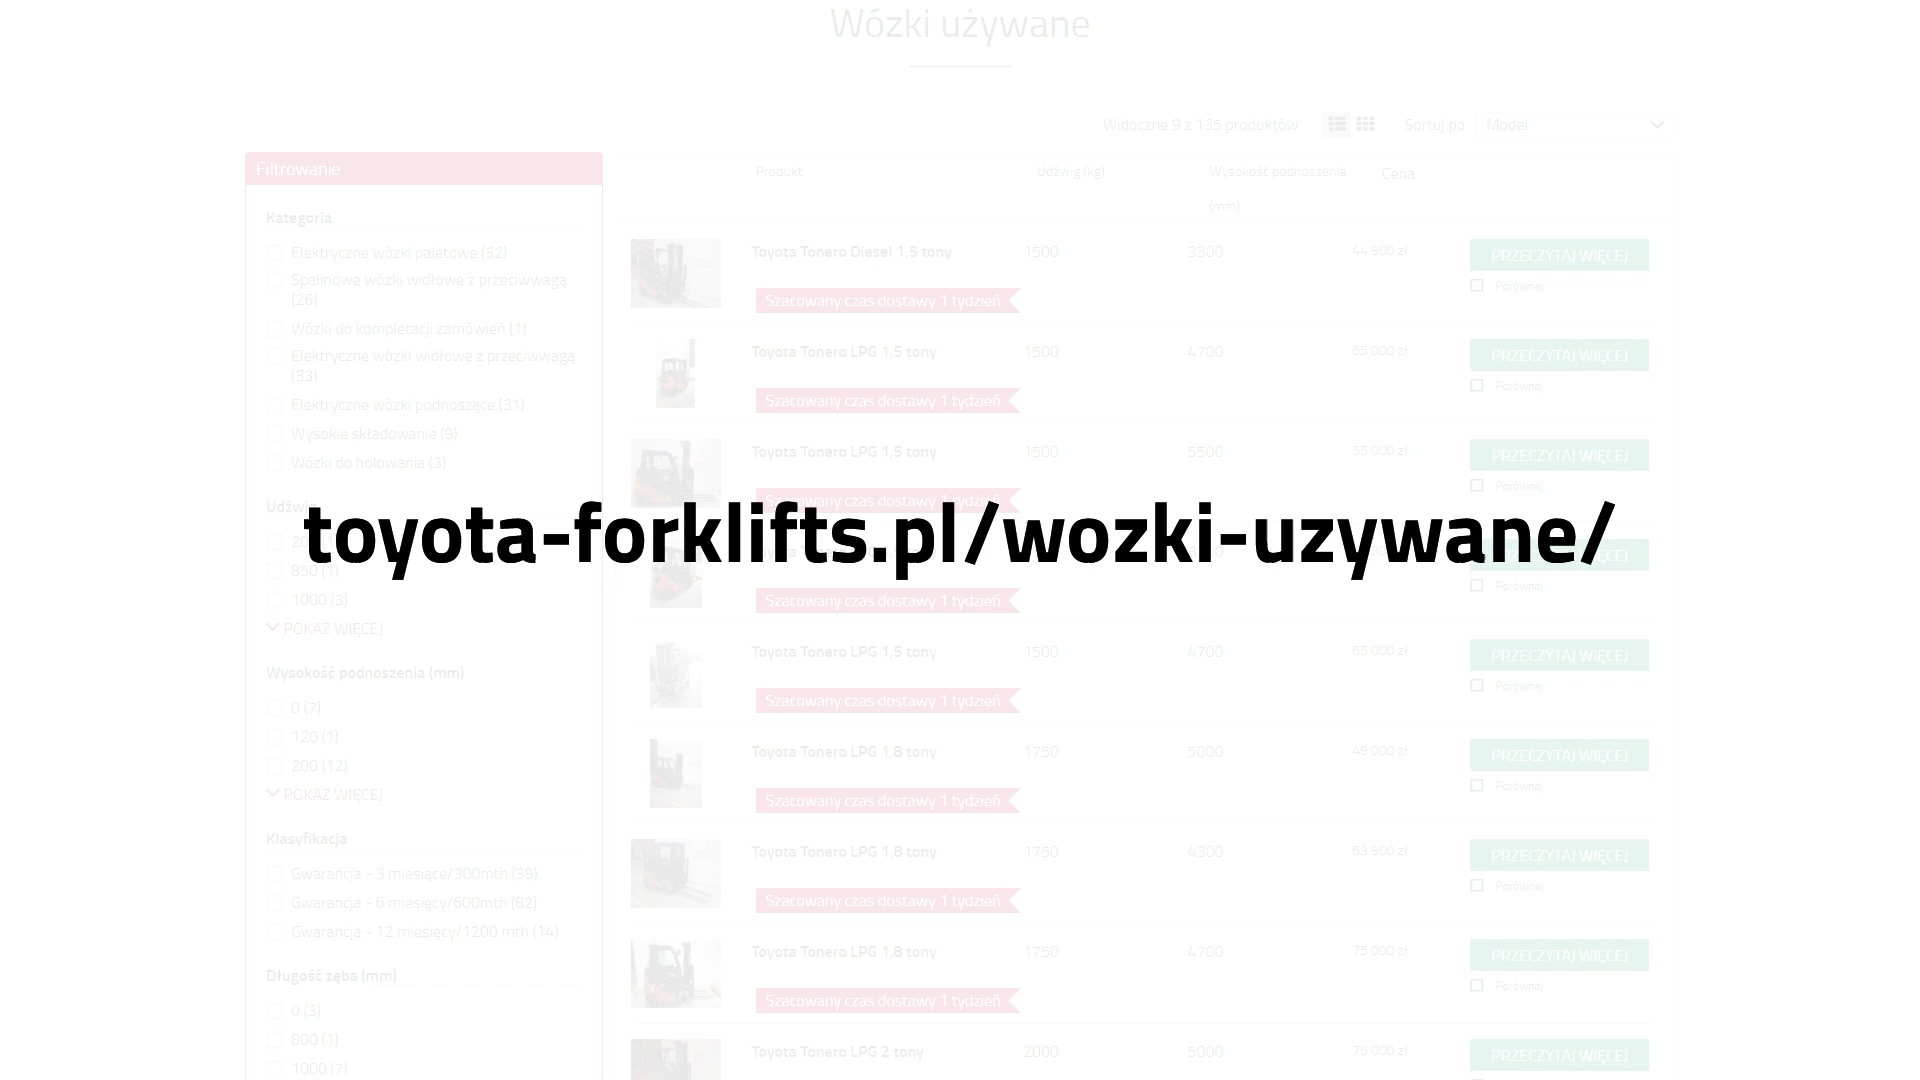 Wózki używane
Widoczne 9 z 135 produktów
Sortuj po
Model
Filtrowanie
Kategoria
Elektryczne wózki paletowe (32)
Spalinowe wózki widłowe z przeciwwagą
(26)
Wózki do kompletacji zamówień (1)
Elektryczne wózki widłowe z przeciwwagą
(33)
Elektryczne wózki podnoszące (31)
Wysokie składowanie (9)
Wózki do holowania (3)
850 (1)
1000 (3)
POKAŻ WIĘCEJ
Wysokość podnoszenia (mm)
0 (7)
120 (1)
200 (12)
POKAŻ WIĘCEJ
Klasyfikacja
Gwarancja - 3 miesiące/300mth (39)
Gwarancja - 6 miesięcy/600mth (82)
Gwarancja - 12 miesięcy/1200 mth (14)
Długość zęba (mm)
0 (3)
800 (1)
1000 (7)
Produkt Udźwig (kg) Wysokość podnoszenia Cena
(mm)
Toyota Tonero Diesel 1,5 tony 1500 3300 44 900 zł PRZECZYTAJ WIĘCEJ
Porównaj
Szacowany czas dostawy 1 tydzień
Toyota Tonero LPG 1,5 tony 1500 4700 65 000 zł PRZECZYTAJ WIĘCEJ
Porównaj
Szacowany czas dostawy 1 tydzień
Toyota Tonero LPG 1,5 tony 1500 5500 55 000 zł PRZECZYTAJ WIĘCEJ
Porównaj
Szacowany czas dostawy 1 tydzień
toyota-forklifts.pl/wozki-uzywane/
Porównaj
Szacowany czas dostawy 1 tydzień
Toyota Tonero LPG 1,5 tony 1500 4700 65 000 zł PRZECZYTAJ WIĘCEJ
Porównaj
Szacowany czas dostawy 1 tydzień
Toyota Tonero LPG 1,8 tony 1750 5000 49 000 zł PRZECZYTAJ WIĘCEJ
Porównaj
Szacowany czas dostawy 1 tydzień
Toyota Tonero LPG 1,8 tony 1750 4300 63 900 zł PRZECZYTAJ WIĘCEJ
Porównaj
Szacowany czas dostawy 1 tydzień
Toyota Tonero LPG 1,8 tony 1750 4700 75 000 zł PRZECZYTAJ WIĘCEJ
Porównaj
Szacowany czas dostawy 1 tydzień
Toyota Tonero LPG 2 tony 2000 5000 76 000 zł PRZECZYTAJ WIĘCEJ